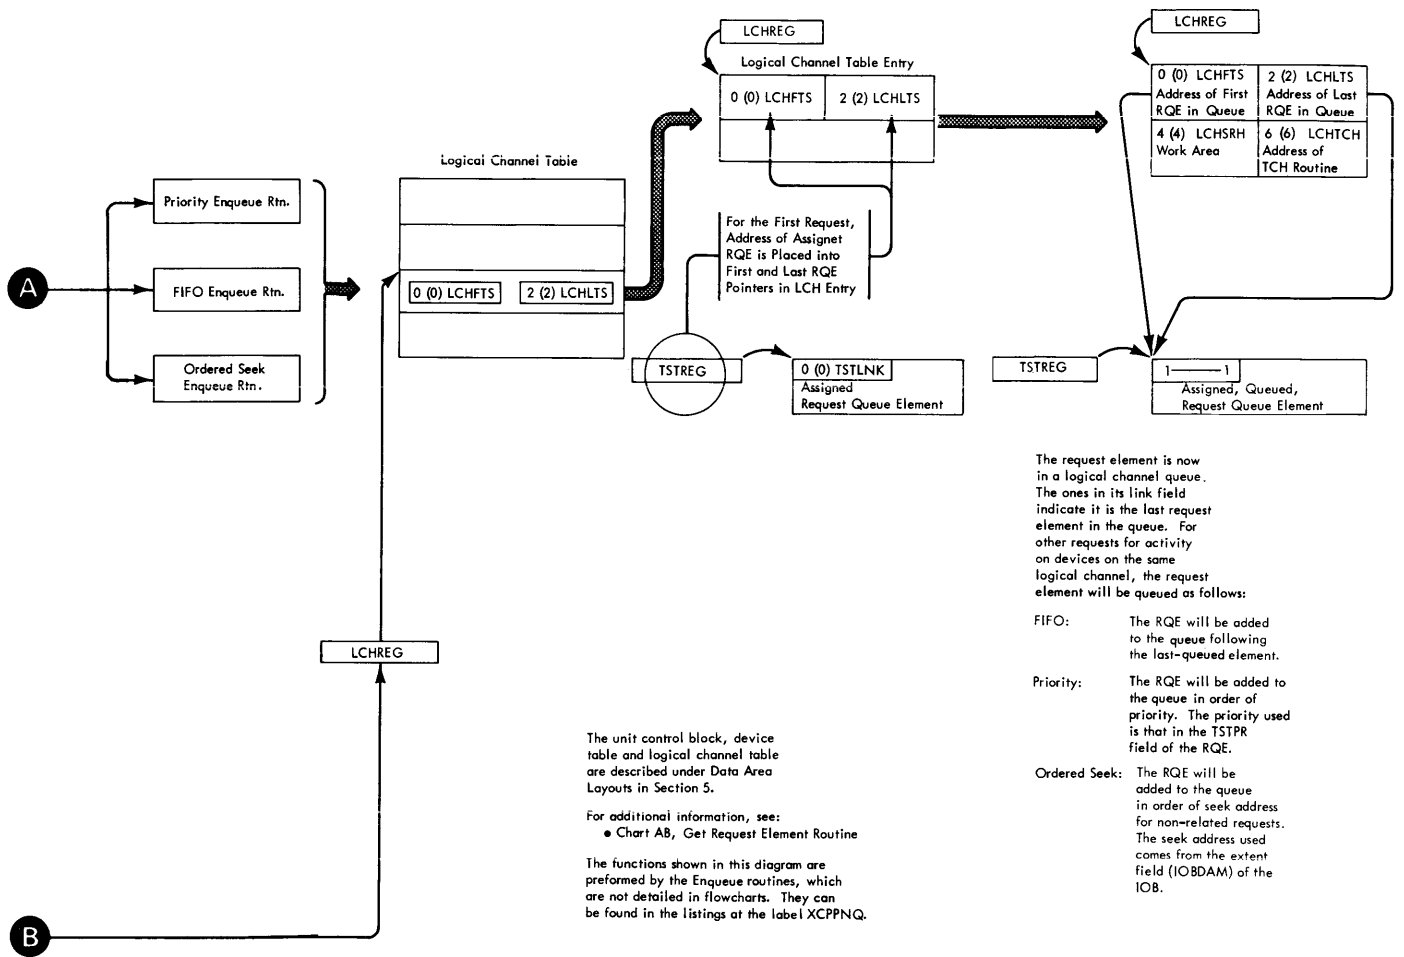 LCHREG
Logical Channel Table Entry
0 (0) LCHFTS
2 (2) LCHLTS
LCHREG
0 (0) LCHFTS
Address of First
RQE in Queue
2 (2) LCHLTS
Address of Last
RQE in Queue
4 (4) LCHSRH
Work Area
6 (6) LCHTCH
Address of
TCH Routine
Logical Channel Table
Priority Enqueue Rtn.
A
FIFO Enqueue Rtn.
Ordered Seek
Enqueue Rtn.
0 (0) LCHFTS
2 (2) LCHLTS
For the First Request,
Address of Assignet
RQE is Placed into
First and Last RQE
Pointers in LCH Entry
TSTREG
0 (0) TSTLNK
Assigned
Request Queue Element
TSTREG
1 1
Assigned, Queued,
Request Queue Element
The request element is now
in a logical channel queue.
The ones in its link field
indicate it is the last request
element in the queue. For
other requests for activity
on devices on the same
logical channel, the request
element will be queued as follows:
FIFO: The RQE will be added
to the queue following
the last-queued element.
Priority: The RQE will be added to
the queue in order of
priority. The priority used
is that in the TSTPR
field of the RQE.
Ordered Seek: The RQE will be
added to the queue
in order of seek address
for non-related requests.
The seek address used
comes from the extent
field (IOBDAM) of the
IOB.
LCHREG
The unit control block, device
table and logical channel table
are described under Data Area
Layouts in Section 5.
For additional information, see:
● Chart AB, Get Request Element Routine
The functions shown in this diagram are
preformed by the Enqueue routines, which
are not detailed in flowcharts. They can
be found in the listings at the label XCPPNQ.
B